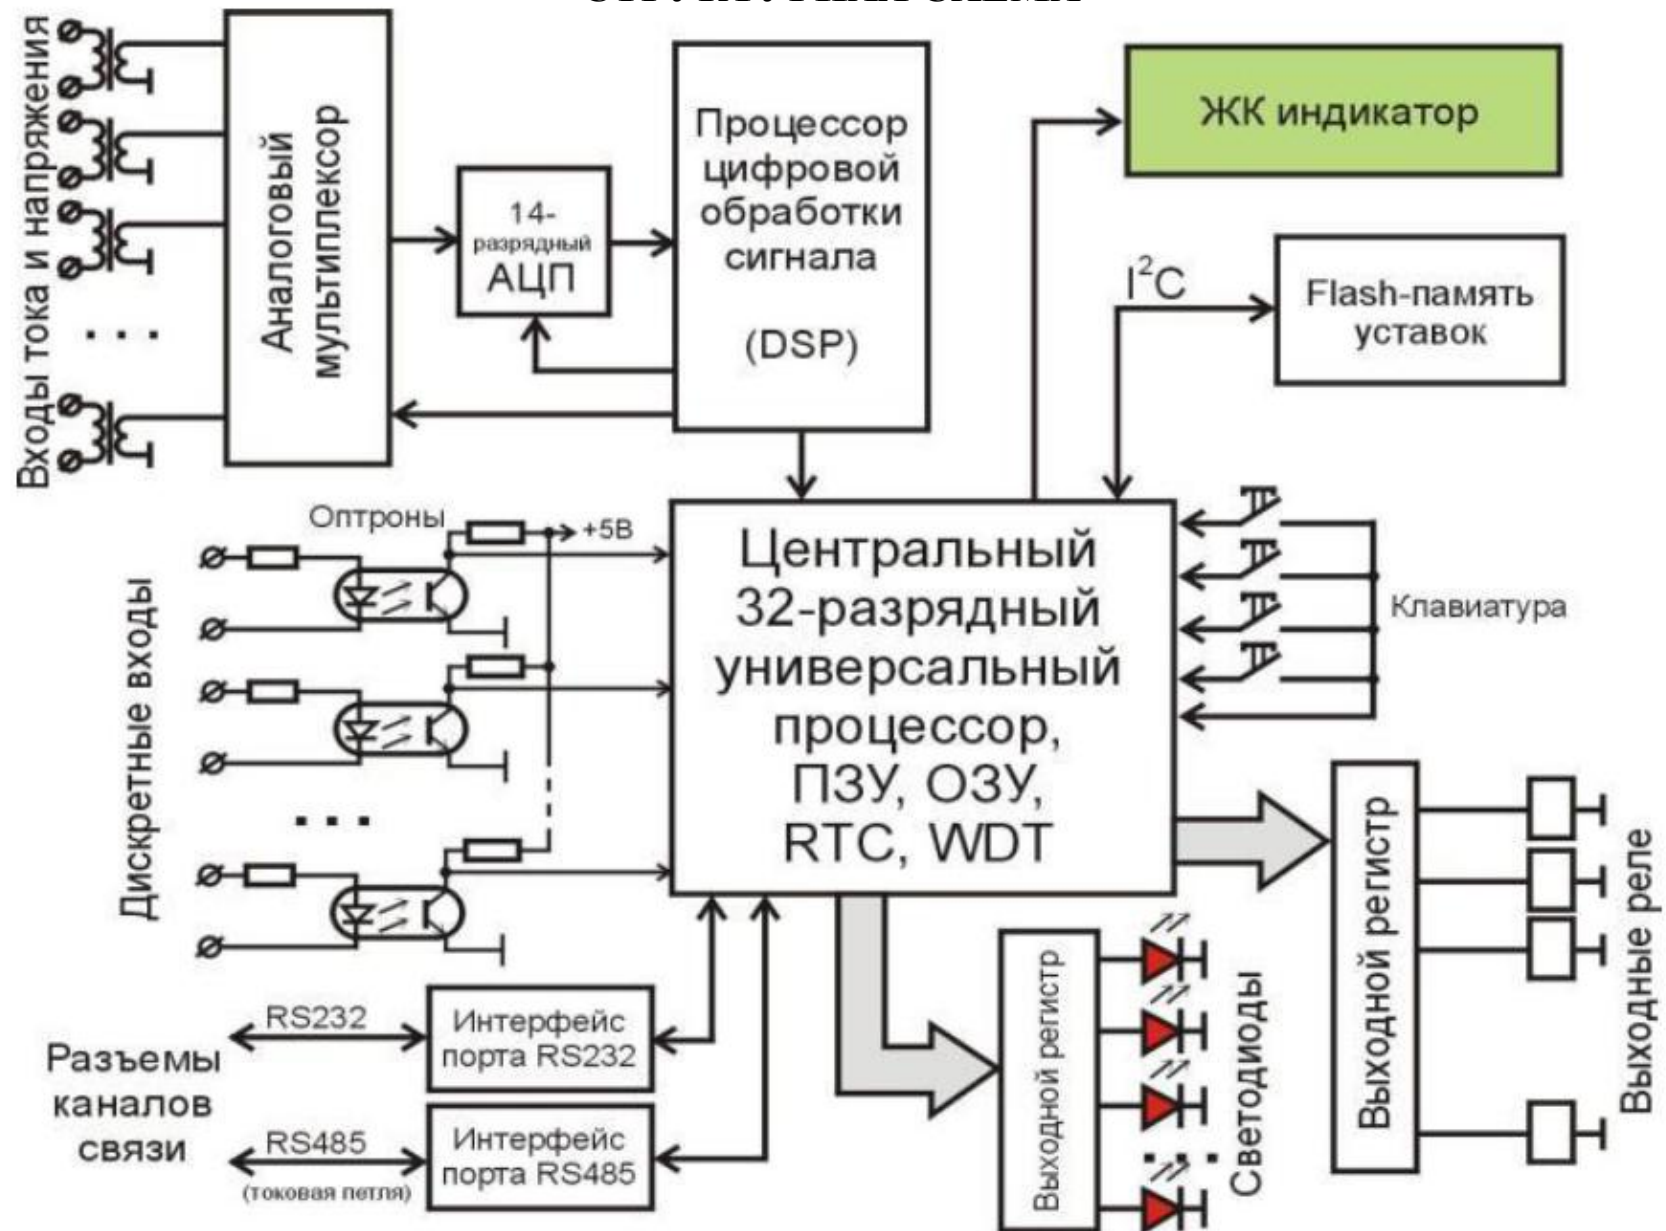 Входы тока и напряжения
Аналоговый
мультиплексор
14-
разрядный
АЦП
Процессор
цифровой
обработки
сигнала
(DSP)
ЖК индикатор
I²C
Flash-память
уставок
Оптроны
+5В
Дискретные входы
Центральный
32-разрядный
универсальный
процессор,
ПЗУ, ОЗУ,
RTC, WDT
Клавиатура
Выходной регистр
Выходные реле
RS232
Интерфейс
порта RS232
Разъемы
каналов
связи
RS485
(токовая петля)
Интерфейс
порта RS485
Выходной регистр
Светодиоды